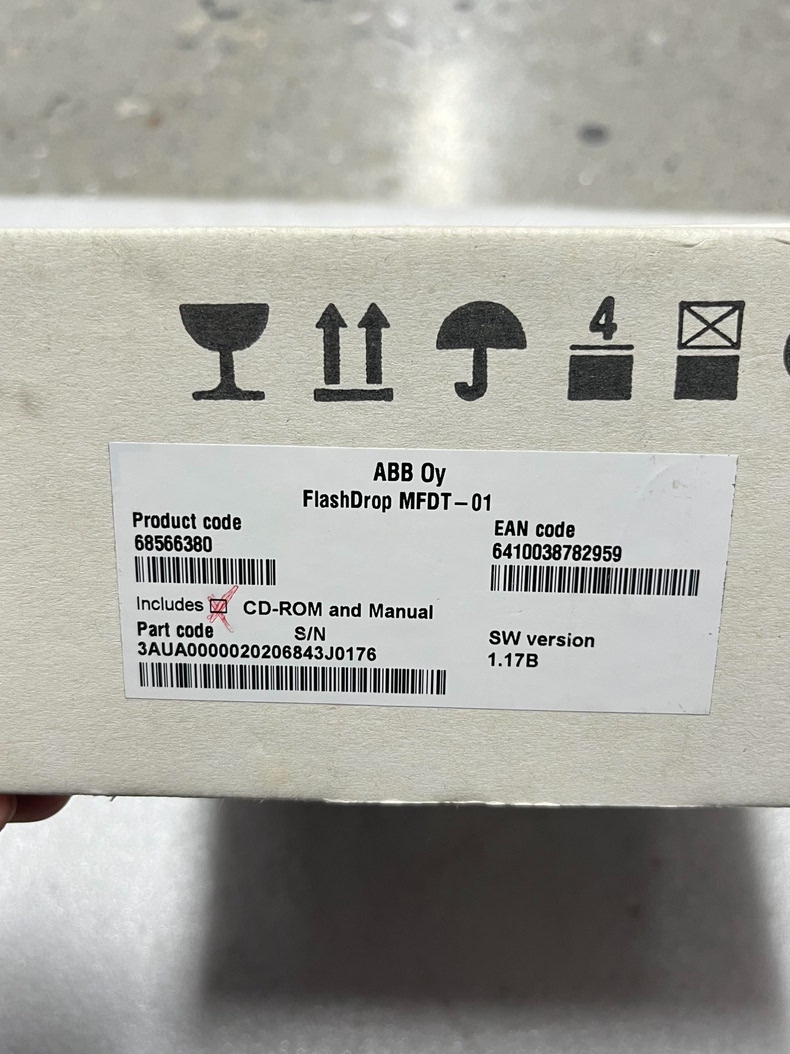 4
ABB Oy
FlashDrop MFDT-01
Product code
68566380
EAN code
6410038782959
Includes CD-ROM and Manual
Part code S/N
3AUA0000020206843J0176
SW version
1.17B